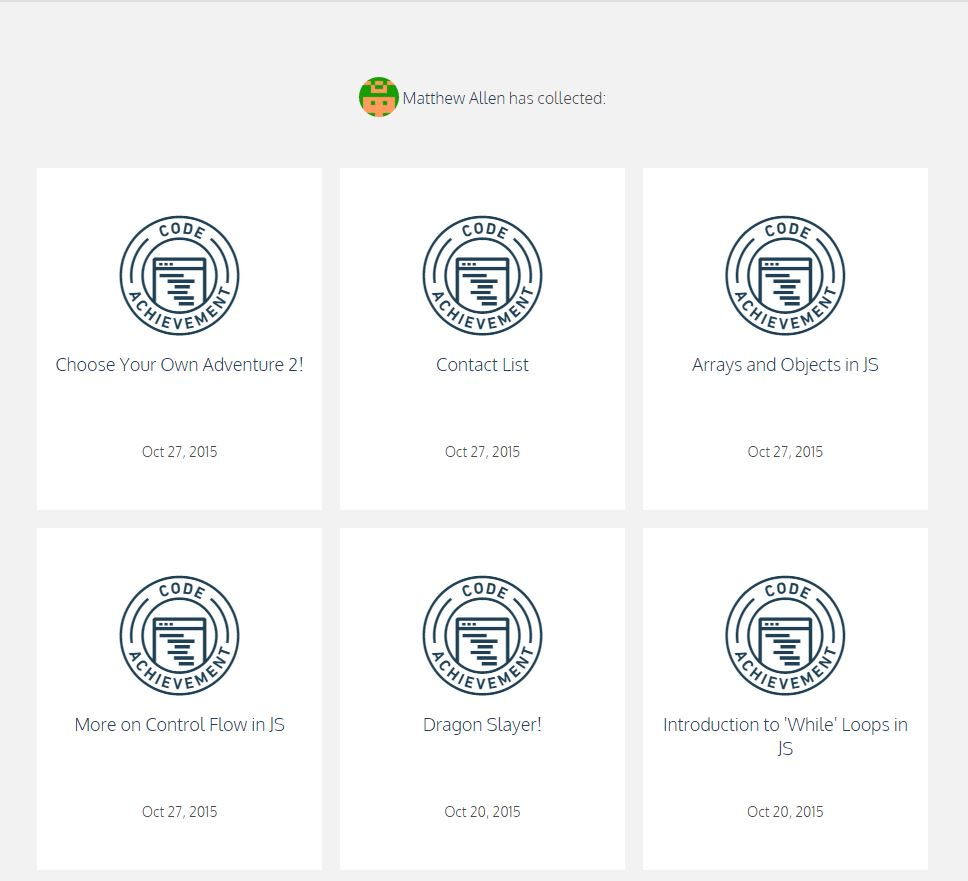 Matthew Allen has collected:
CODE ACHIEVEMENT
CODE ACHIEVEMENT
CODE ACHIEVEMENT
Choose Your Own Adventure 2!
Contact List
Arrays and Objects in JS
Oct 27, 2015
Oct 27, 2015
Oct 27, 2015
CODE ACHIEVEMENT
CODE ACHIEVEMENT
CODE ACHIEVEMENT
More on Control Flow in JS
Dragon Slayer!
Introduction to 'While' Loops in
JS
Oct 27, 2015
Oct 20, 2015
Oct 20, 2015